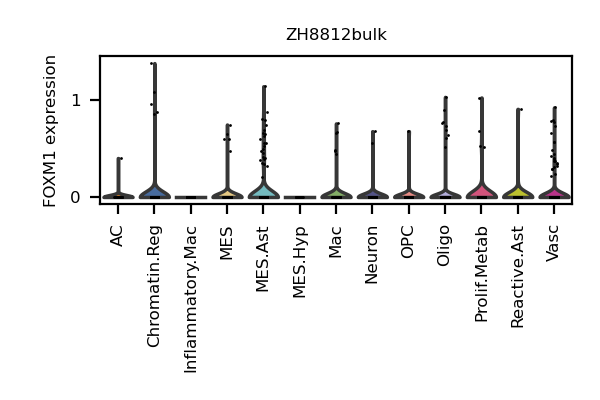 ZH8812bulk
FOXM1 expression
1
0
AC
Chromatin.Reg
Inflammatory.Mac
MES
MES.Ast
MES.Hyp
Mac
Neuron
OPC
Oligo
Prolif.Metab
Reactive.Ast
Vasc